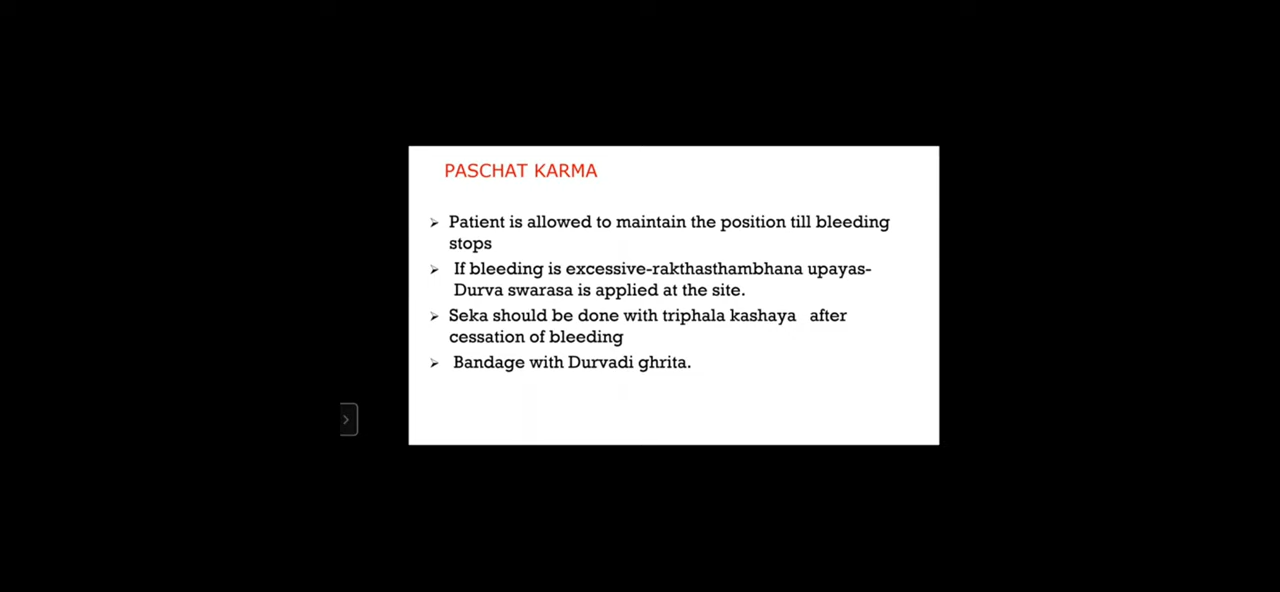 PASCHAT KARMA
➢ Patient is allowed to maintain the position till bleeding
stops
➢ If bleeding is excessive-rakthasthambhana upayas-
Durva swarasa is applied at the site.
➢ Seka should be done with triphala kashaya after
cessation of bleeding
➢ Bandage with Durvadi ghrita.